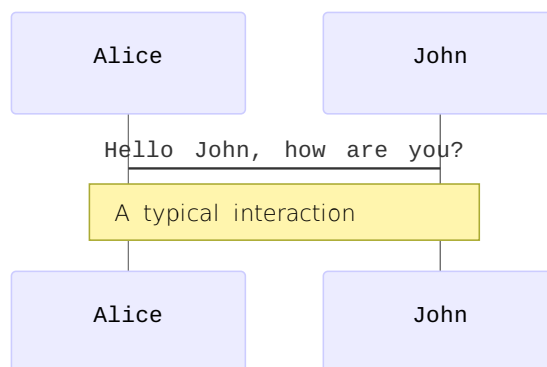 Alice
John
Hello John, how are you?
A typical interaction
Alice
John